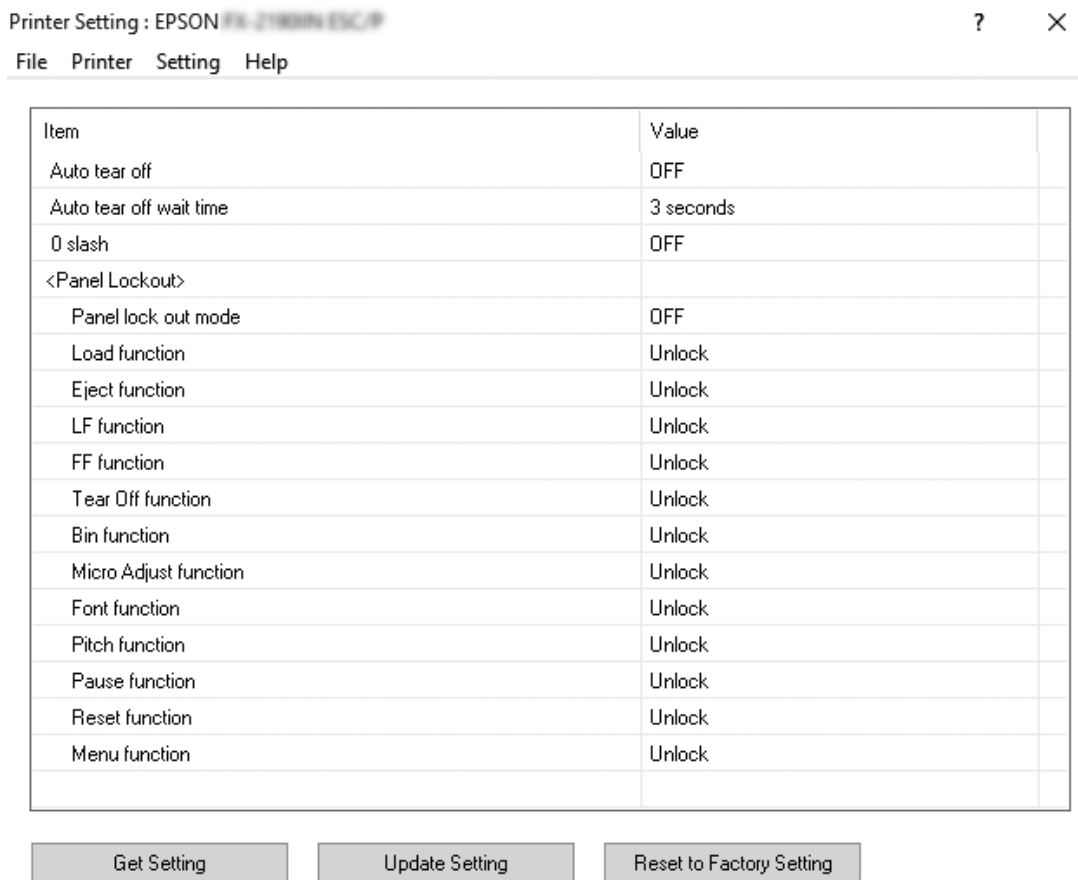 Printer Setting : EPSON
? ×
File Printer Setting Help
Item Value
Auto tear off OFF
Auto tear off wait time 3 seconds
0 slash OFF
<Panel Lockout>
Panel lock out mode OFF
Load function Unlock
Eject function Unlock
LF function Unlock
FF function Unlock
Tear Off function Unlock
Bin function Unlock
Micro Adjust function Unlock
Font function Unlock
Pitch function Unlock
Pause function Unlock
Reset function Unlock
Menu function Unlock
Get Setting Update Setting Reset to Factory Setting